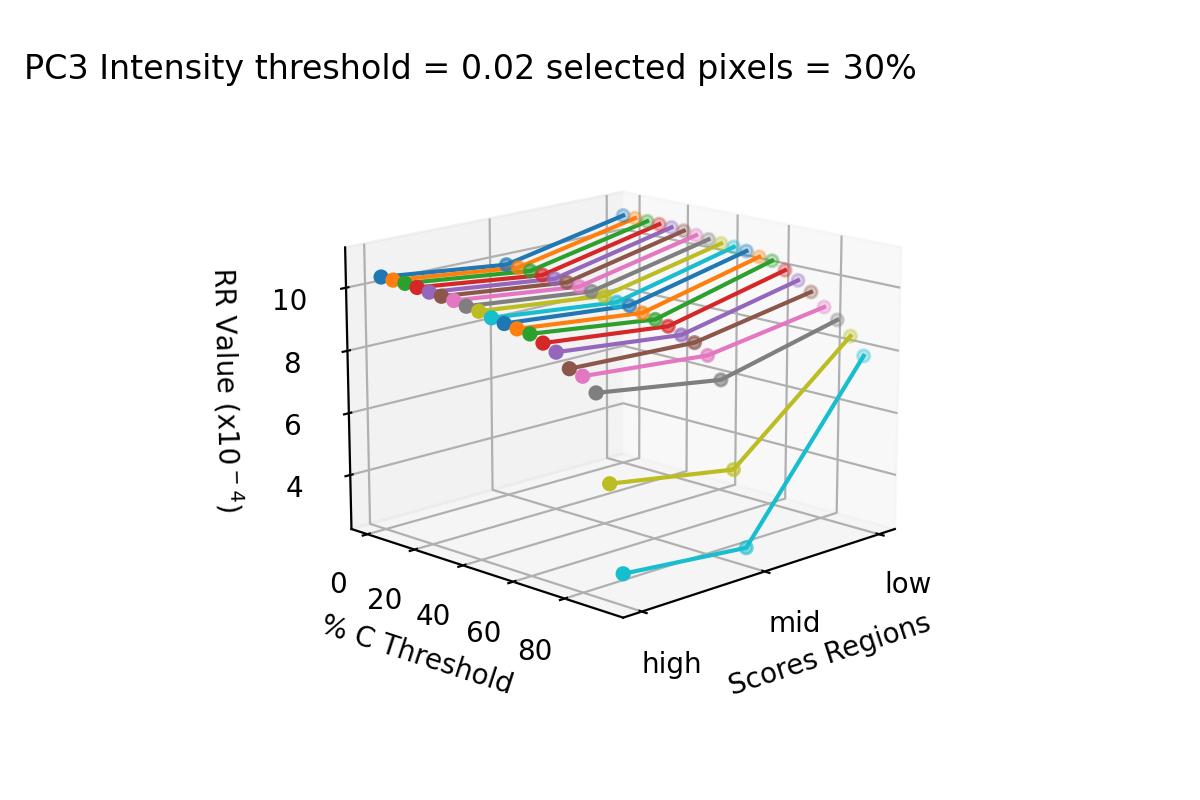 PC3 Intensity threshold = 0.02 selected pixels = 30%
RR Value (x10⁻⁴)
10
8
6
4
0
20
40
60
80
% C Threshold
high
mid
low
Scores Regions